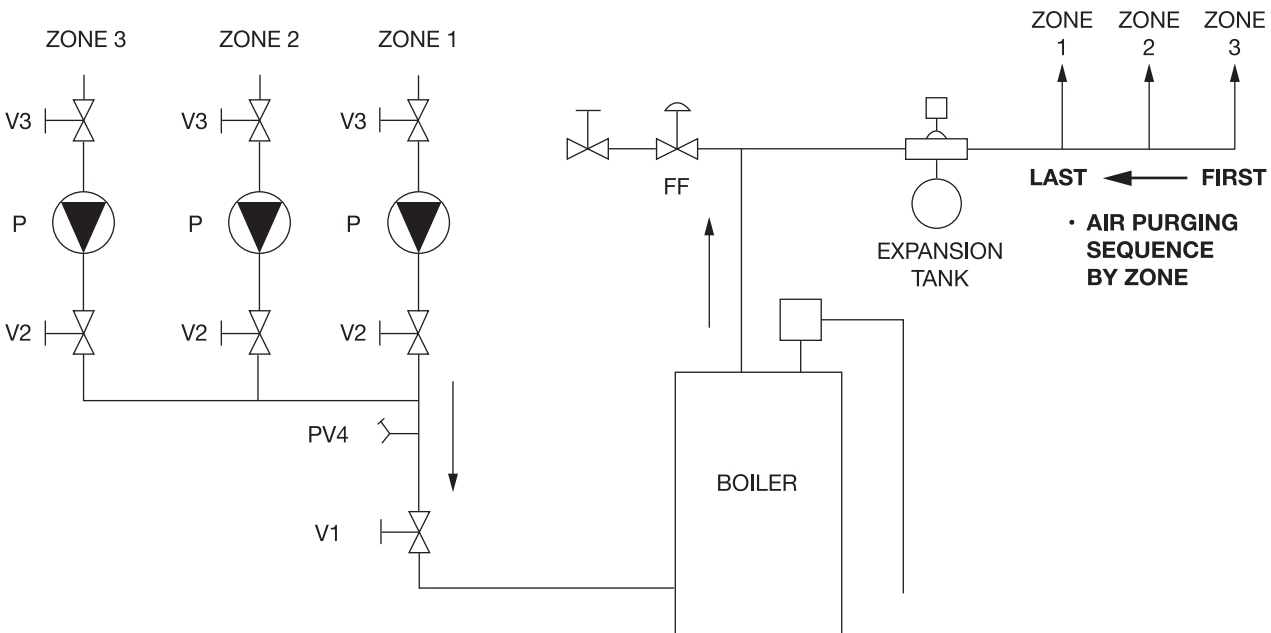 ZONE 3
ZONE 2
ZONE 1
ZONE
1
ZONE
2
ZONE
3
V3
V3
V3
FF
LAST
FIRST
P
P
P
EXPANSION
TANK
· AIR PURGING
SEQUENCE
BY ZONE
V2
V2
V2
PV4
BOILER
V1